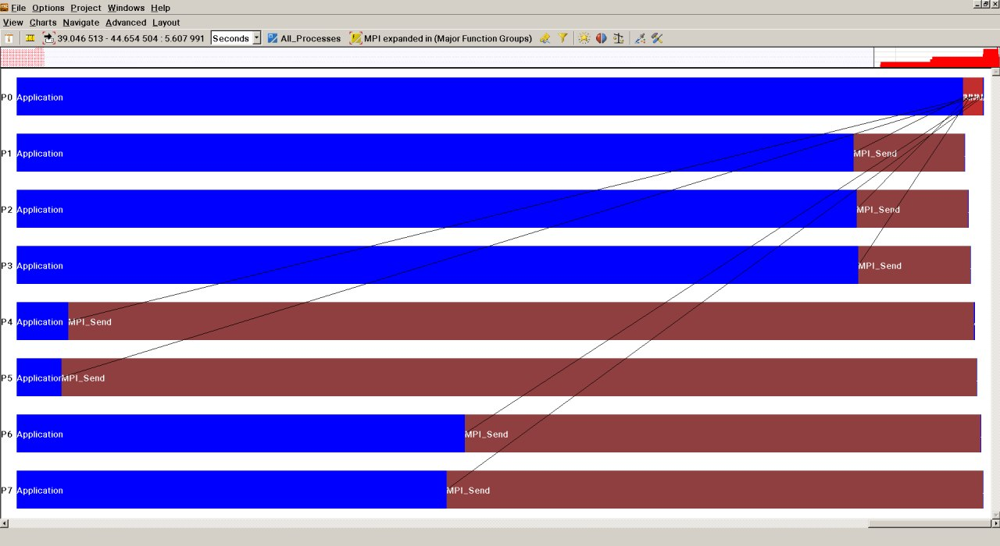 File Options Project Windows Help
View Charts Navigate Advanced Layout
39.046 513 - 44.654 504 : 5.607 991 Seconds All_Processes MPI expanded in (Major Function Groups)
P0 Application
P1 Application MPI_Send
P2 Application MPI_Send
P3 Application MPI_Send
P4 Application MPI_Send
P5 Application MPI_Send
P6 Application MPI_Send
P7 Application MPI_Send